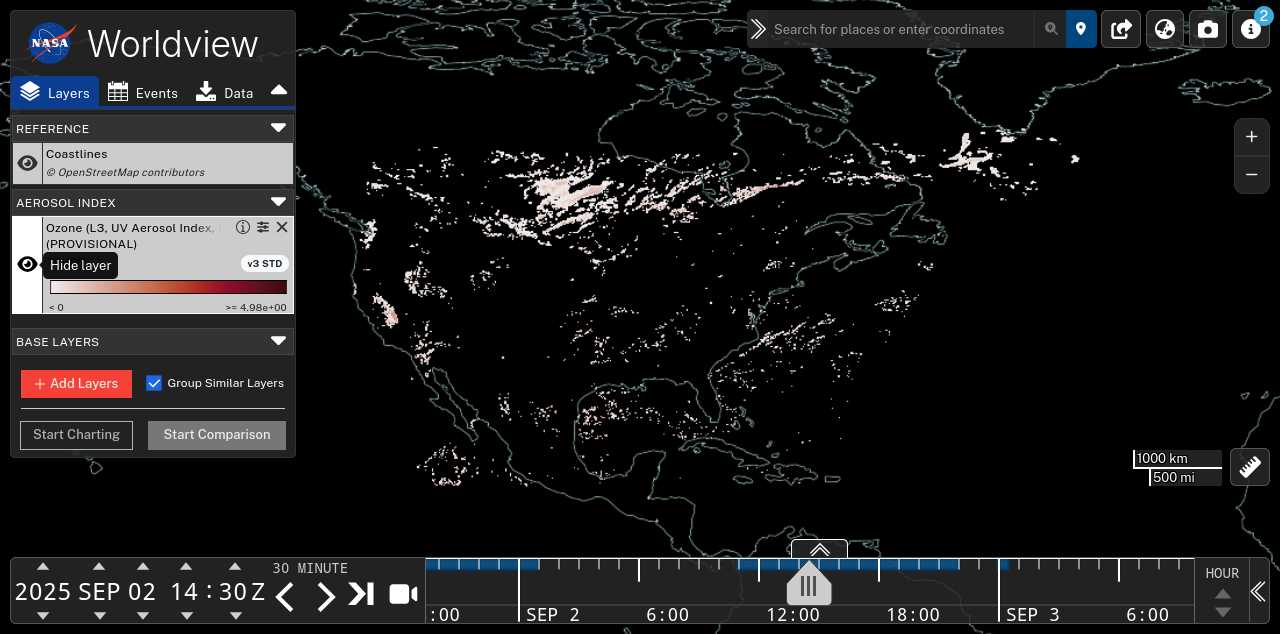 NASA Worldview
Search for places or enter coordinates
2
Layers Events Data
REFERENCE
Coastlines
© OpenStreetMap contributors
AEROSOL INDEX
Ozone (L3, UV Aerosol Index,
(PROVISIONAL)
Hide layer
v3 STD
< 0 >= 4.98e+00
BASE LAYERS
+ Add Layers Group Similar Layers
Start Charting Start Comparison
+
−
1000 km
500 mi
2025 SEP 02 14 : 30 Z
30 MINUTE
:00 SEP 2 6:00 12:00 18:00 SEP 3 6:00
HOUR